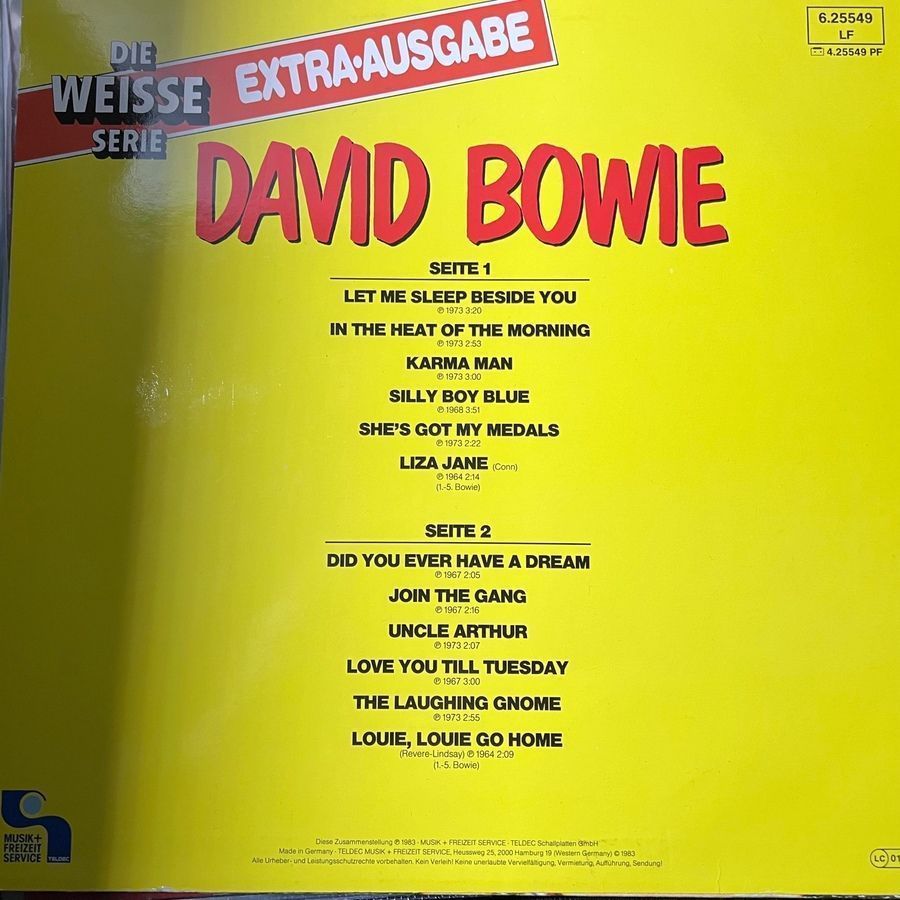 DIE
WEISSE
SERIE
EXTRA·AUSGABE
6.25549
LF
4.25549 PF
DAVID BOWIE
SEITE 1
LET ME SLEEP BESIDE YOU
℗ 1973 3:20
IN THE HEAT OF THE MORNING
℗ 1973 2:53
KARMA MAN
℗ 1973 3:00
SILLY BOY BLUE
℗ 1968 3:51
SHE'S GOT MY MEDALS
℗ 1973 2:22
LIZA JANE (Conn)
℗ 1964 2:14
(1.-5. Bowie)
SEITE 2
DID YOU EVER HAVE A DREAM
℗ 1967 2:05
JOIN THE GANG
℗ 1967 2:16
UNCLE ARTHUR
℗ 1973 2:07
LOVE YOU TILL TUESDAY
℗ 1967 3:00
THE LAUGHING GNOME
℗ 1973 2:55
LOUIE, LOUIE GO HOME
(Revere-Lindsay) ℗ 1964 2:09
(1.-5. Bowie)
MUSIK+
FREIZEIT
SERVICE
TELDEC
Diese Zusammenstellung ℗ 1983 · MUSIK + FREIZEIT SERVICE · TELDEC Schallplatten GmbH
Made in Germany · TELDEC MUSIK + FREIZEIT SERVICE, Heussweg 25, 2000 Hamburg 19 (Western Germany) © 1983
Alle Urheber- und Leistungsschutzrechte vorbehalten. Kein Verleih! Keine unerlaubte Vervielfältigung, Vermietung, Aufführung, Sendung!
LC 01